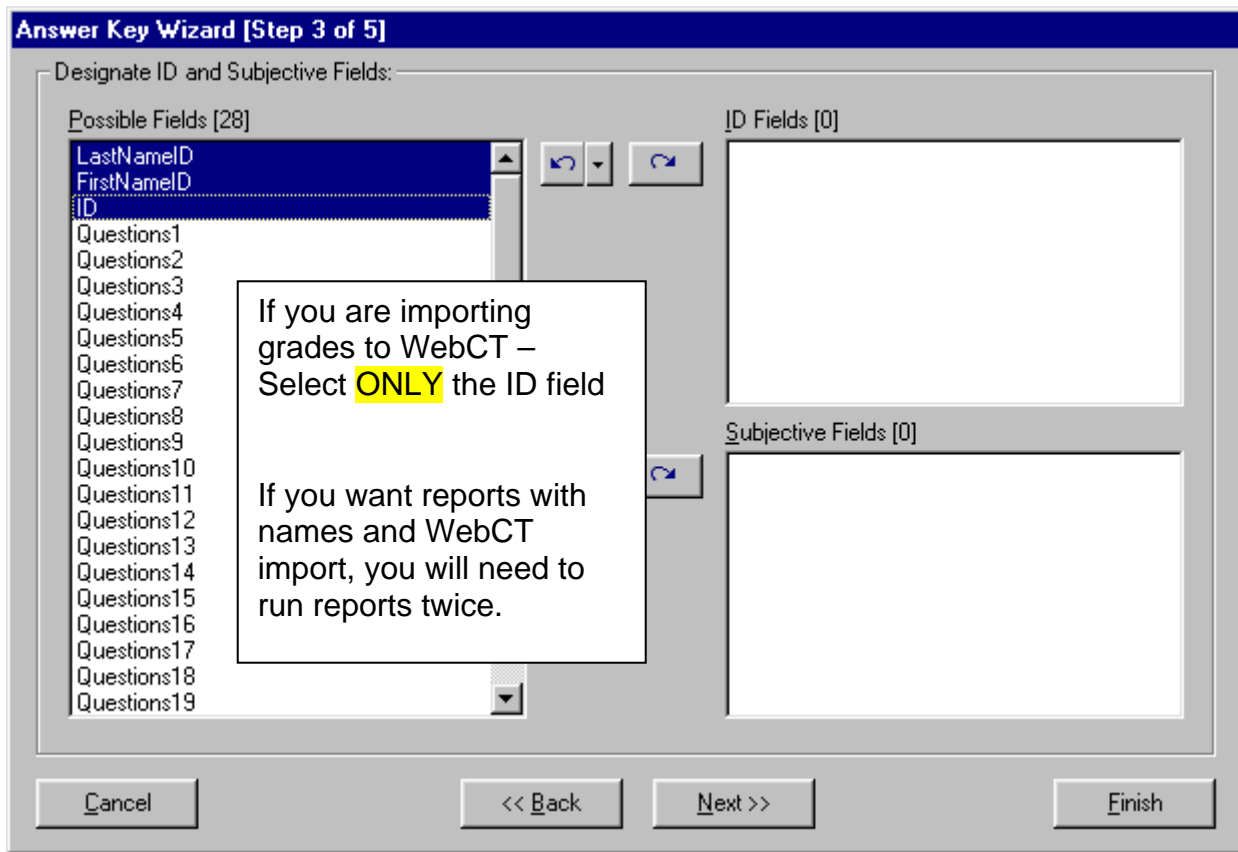 Answer Key Wizard [Step 3 of 5]
Designate ID and Subjective Fields:
Possible Fields [28]
LastNameID
FirstNameID
ID
Questions1
Questions2
Questions3
Questions4
Questions5
Questions6
Questions7
Questions8
Questions9
Questions10
Questions11
Questions12
Questions13
Questions14
Questions15
Questions16
Questions17
Questions18
Questions19
If you are importing
grades to WebCT –
Select ONLY the ID field
If you want reports with
names and WebCT
import, you will need to
run reports twice.
ID Fields [0]
Subjective Fields [0]
Cancel
<< Back
Next >>
Finish